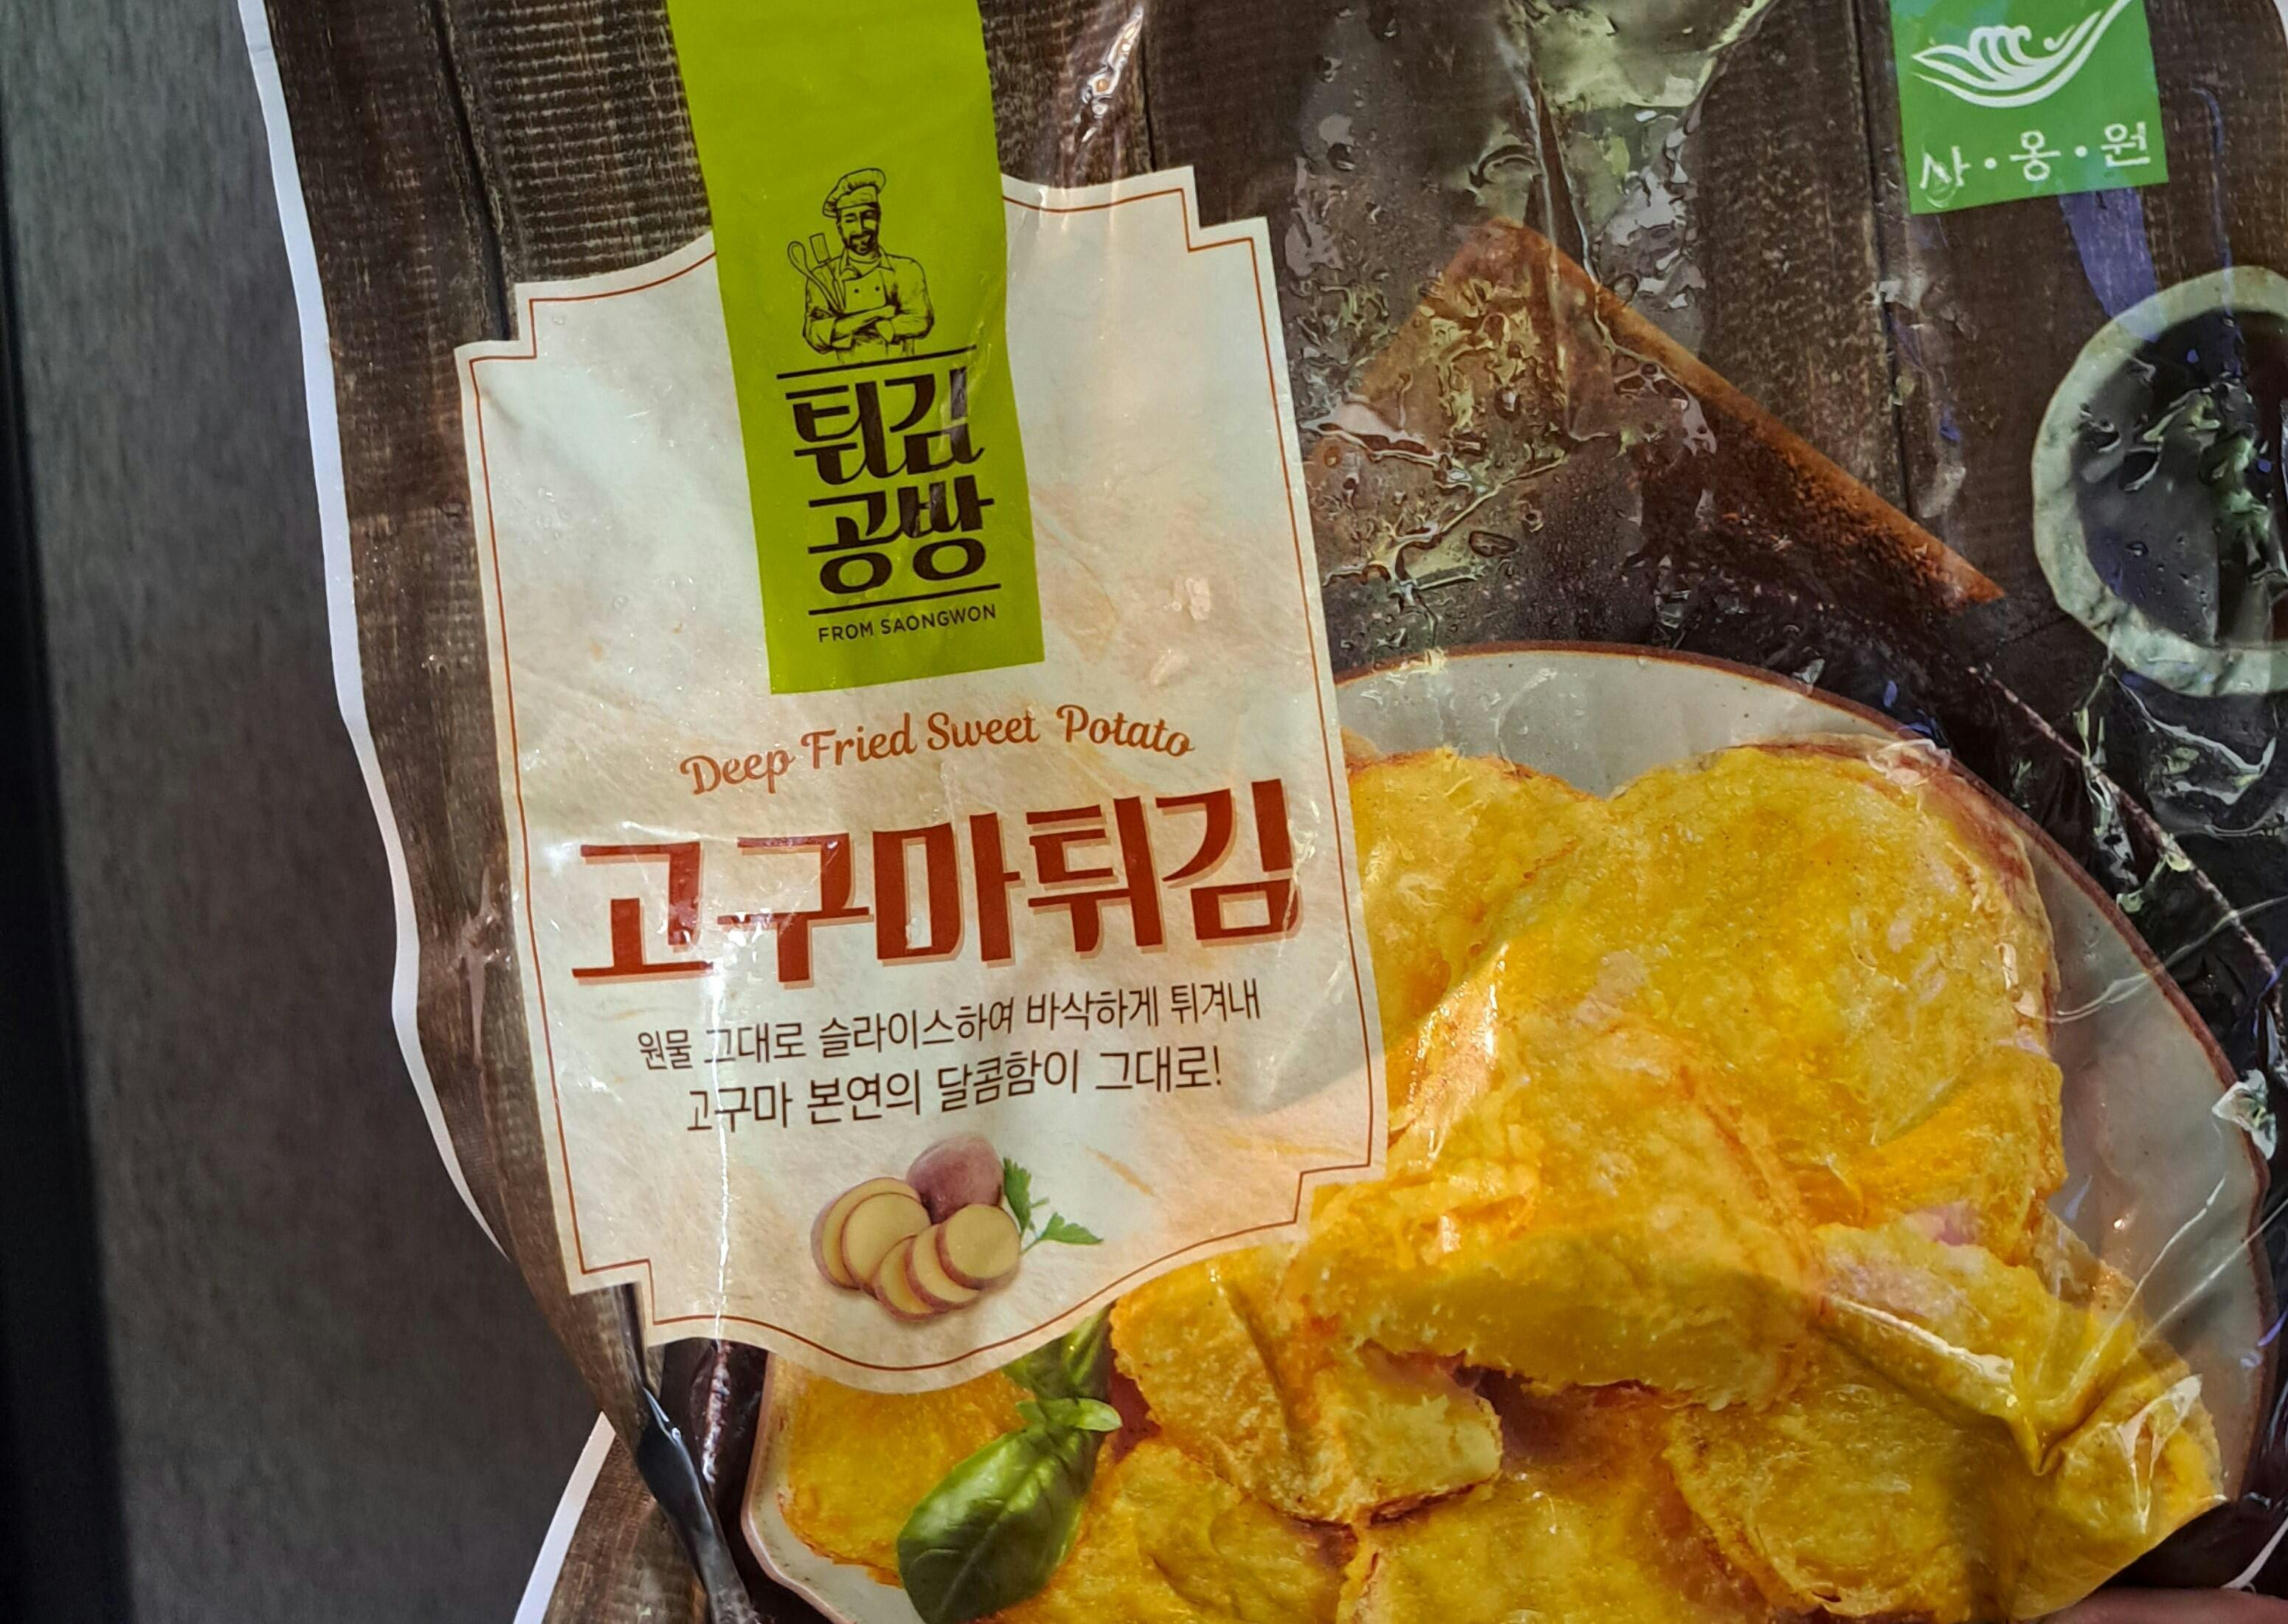 사·옹·원
튀김
공방
FROM SAONGWON
Deep Fried Sweet Potato
고구마튀김
원물 그대로 슬라이스하여 바삭하게 튀겨내
고구마 본연의 달콤함이 그대로!